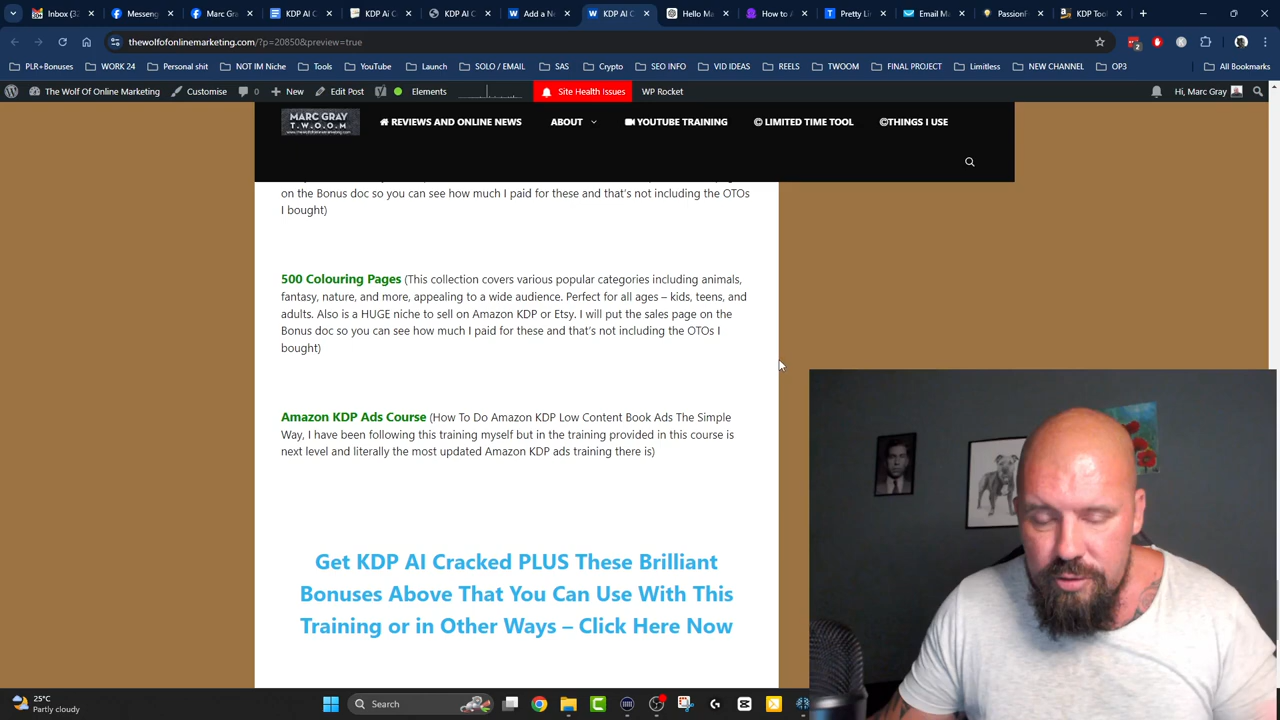 Inbox (3
Messeng
Marc Gra
KDP AI C
KDP Ai C
KDP AI C
Add a Ne
KDP AI C
Hello Ma
How to A
Pretty Lin
Email Ma
PassionF
KDP Tool
thewolfofonlinemarketing.com/?p=20850&preview=true
2
PLR+Bonuses
WORK 24
Personal shit
NOT IM Niche
Tools
YouTube
Launch
SOLO / EMAIL
SAS
Crypto
SEO INFO
VID IDEAS
REELS
TWOOM
FINAL PROJECT
Limitless
NEW CHANNEL
OP3
All Bookmarks
The Wolf Of Online Marketing
Customise
0
New
Edit Post
Elements
Site Health Issues
WP Rocket
Hi, Marc Gray
MARC GRAY
T.W.O.O.M
REVIEWS AND ONLINE NEWS
ABOUT
YOUTUBE TRAINING
LIMITED TIME TOOL
THINGS I USE
on the Bonus doc so you can see how much I paid for these and that's not including the OTOs
I bought)
500 Colouring Pages (This collection covers various popular categories including animals,
fantasy, nature, and more, appealing to a wide audience. Perfect for all ages – kids, teens, and
adults. Also is a HUGE niche to sell on Amazon KDP or Etsy. I will put the sales page on the
Bonus doc so you can see how much I paid for these and that's not including the OTOs I
bought)
Amazon KDP Ads Course (How To Do Amazon KDP Low Content Book Ads The Simple
Way, I have been following this training myself but in the training provided in this course is
next level and literally the most updated Amazon KDP ads training there is)
Get KDP AI Cracked PLUS These Brilliant
Bonuses Above That You Can Use With This
Training or in Other Ways – Click Here Now
25°C
Partly cloudy
Search